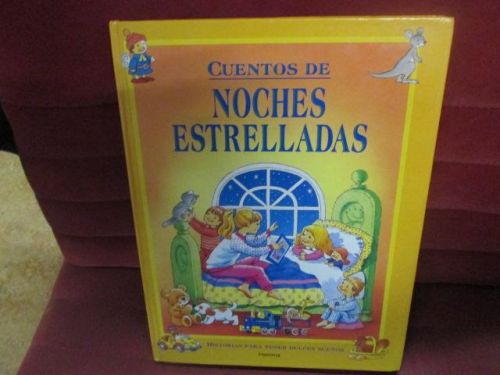 CUENTOS DE
NOCHES
ESTRELLADAS
HISTORIAS PARA TENER DULCES SUEÑOS